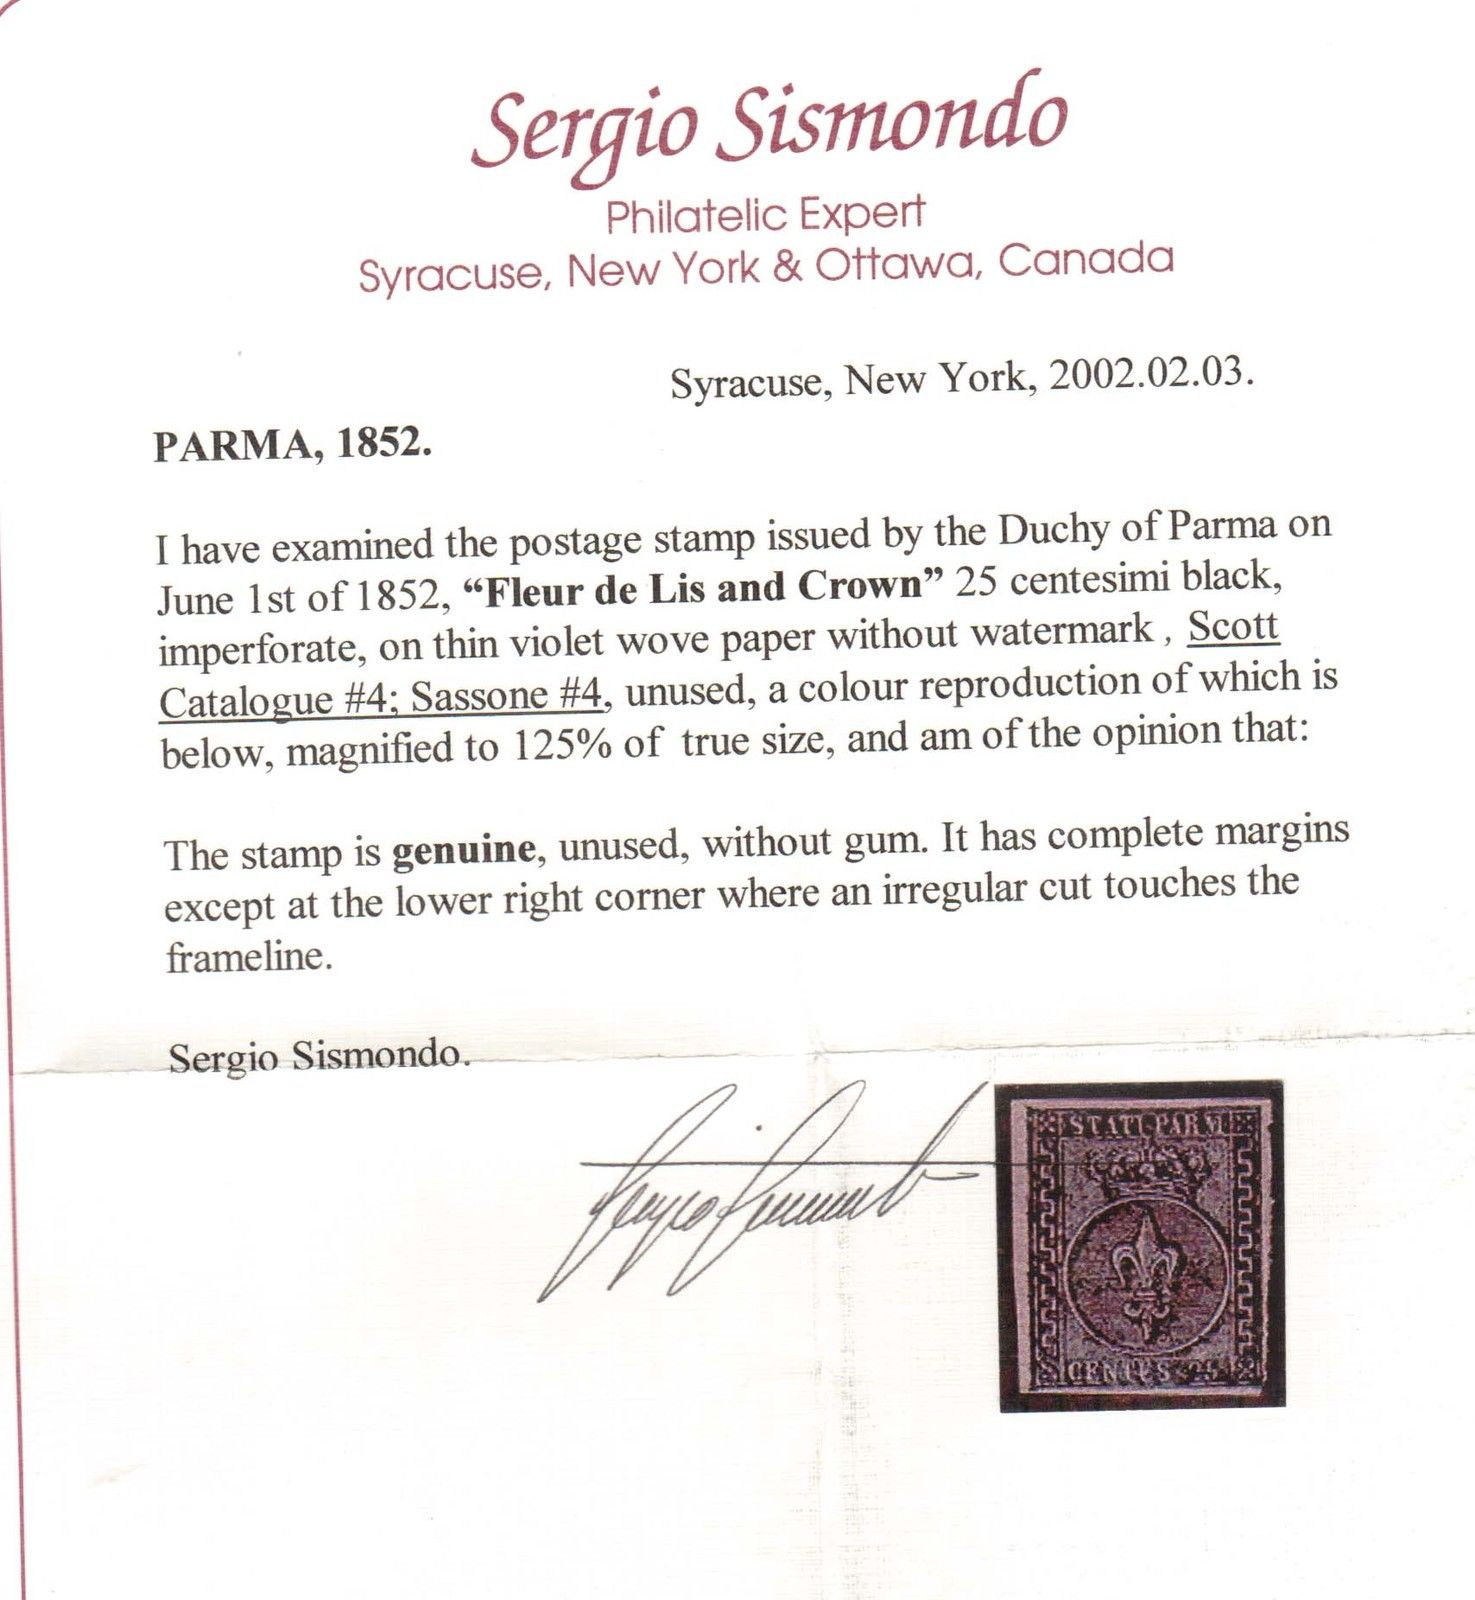 Sergio Sismondo
Philatelic Expert
Syracuse, New York & Ottawa, Canada
Syracuse, New York, 2002.02.03.
PARMA, 1852.
I have examined the postage stamp issued by the Duchy of Parma on
June 1st of 1852, “Fleur de Lis and Crown” 25 centesimi black,
imperforate, on thin violet wove paper without watermark , Scott
Catalogue #4; Sassone #4, unused, a colour reproduction of which is
below, magnified to 125% of true size, and am of the opinion that:
The stamp is genuine, unused, without gum. It has complete margins
except at the lower right corner where an irregular cut touches the
frameline.
Sergio Sismondo.
Sergio Sismondo
STATI PARM
CENTES 25